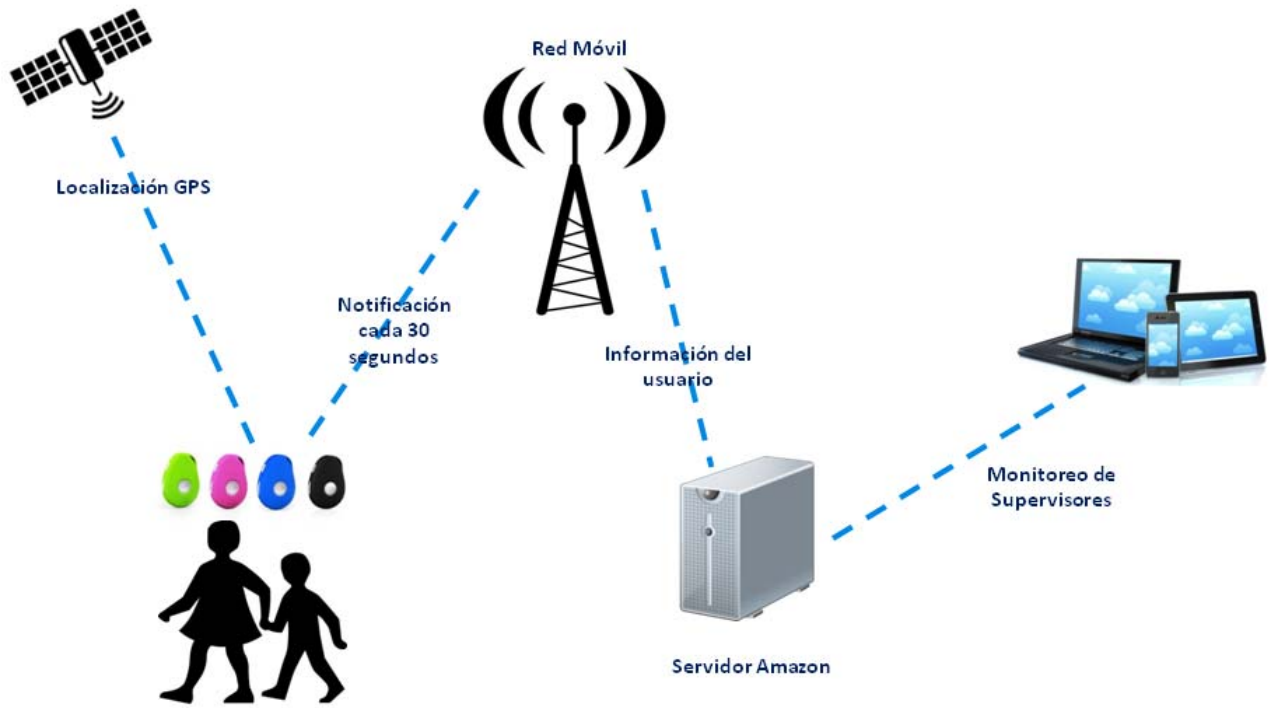 Red Móvil
Localización GPS
Notificación
cada 30
segundos
Información del
usuario
Monitoreo de
Supervisores
Servidor Amazon